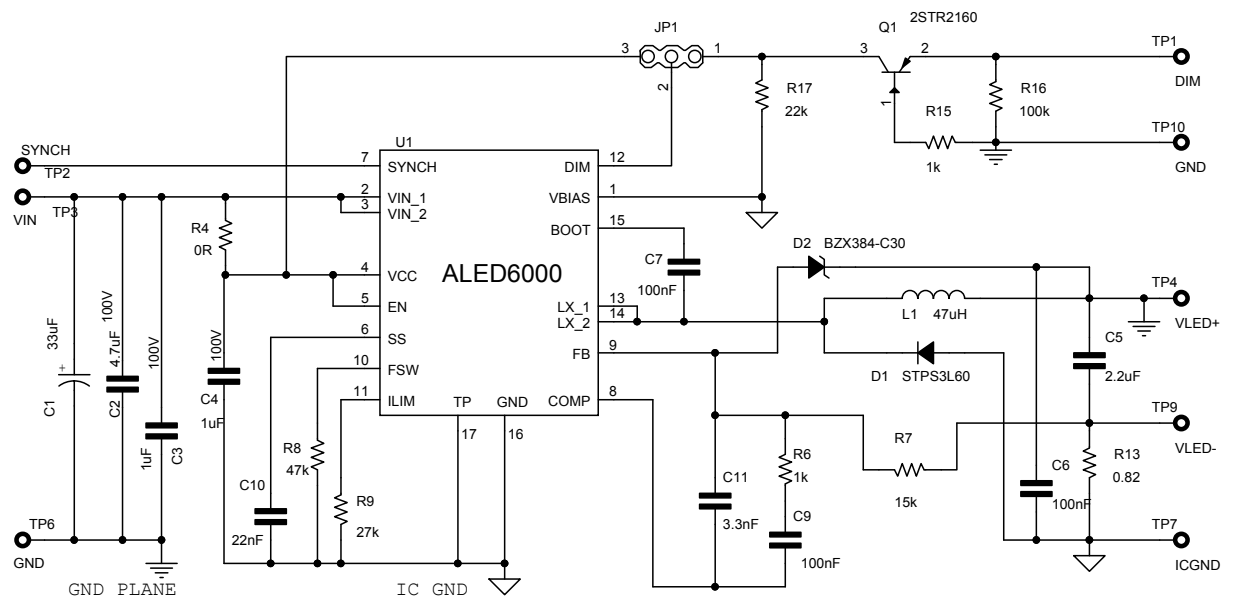 2STR2160
JP1
Q1
TP1
3
1
3
2
DIM
2
R17
22k
1
R16
100k
R15
1k
TP10
GND
U1
SYNCH
TP2
7
SYNCH
DIM
12
VIN
TP3
2
VIN_1
3
VIN_2
VBIAS
1
R4
0R
BOOT
15
D2
BZX384-C30
4
VCC
ALED6000
C7
100nF
5
EN
LX_1
13
LX_2
14
L1
47uH
TP4
VLED+
6
SS
33uF
100V
4.7uF
100V
100V
FB
9
D1
STPS3L60
C5
2.2uF
10
FSW
+
C1
C2
C4
1uF
11
ILIM
TP
GND
COMP
8
TP9
VLED-
17
16
1uF
C3
R8
47k
R7
15k
R6
1k
C6
100nF
R13
0.82
C10
22nF
R9
27k
C11
3.3nF
C9
100nF
TP6
GND
TP7
ICGND
GND PLANE
IC GND